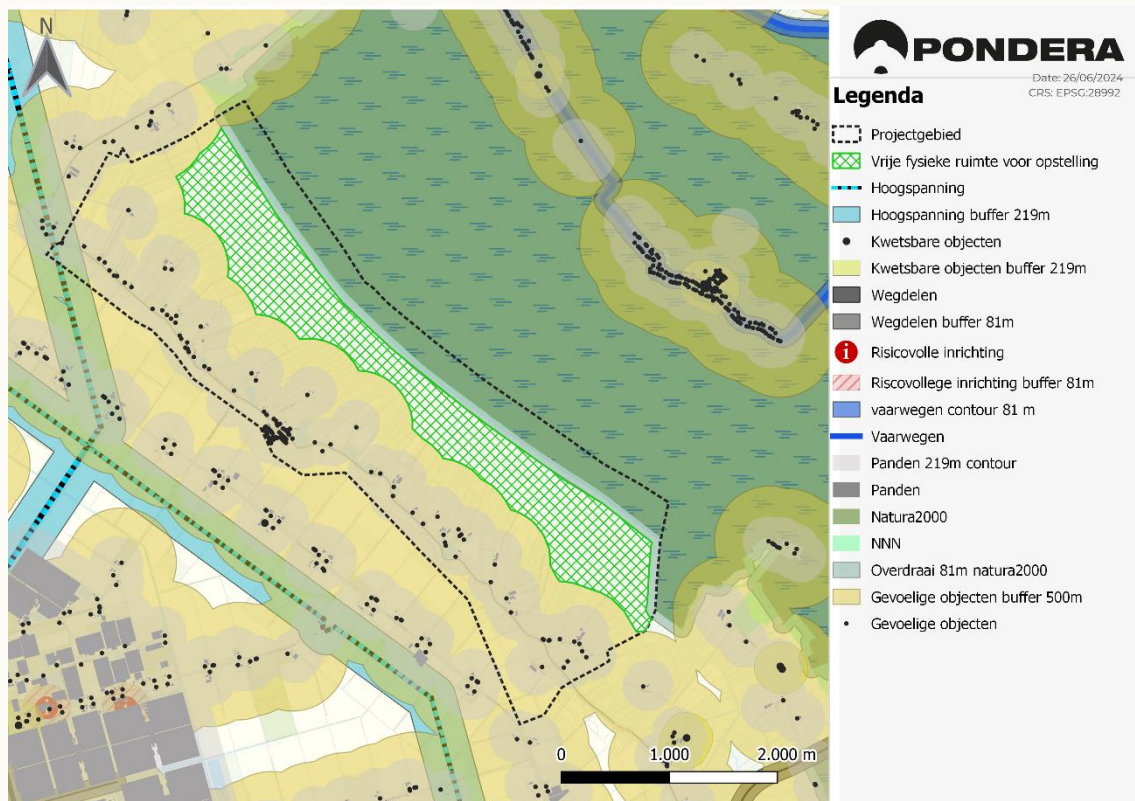 N
PONDERA
Date: 26/06/2024
CRS: EPSG:28992
Legenda
Projectgebied
Vrije fysieke ruimte voor opstelling
Hoogspanning
Hoogspanning buffer 219m
Kwetsbare objecten
Kwetsbare objecten buffer 219m
Wegdelen
Wegdelen buffer 81m
i Risicovolle inrichting
Riscovollege inrichting buffer 81m
vaarwegen contour 81 m
Vaarwegen
Panden 219m contour
Panden
Natura2000
NNN
Overdraai 81m natura2000
Gevoelige objecten buffer 500m
Gevoelige objecten
0 1.000 2.000 m